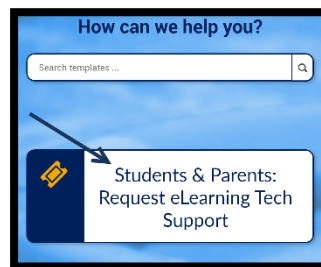 How can we help you?
Search templates ...
Students & Parents:
Request eLearning Tech
Support